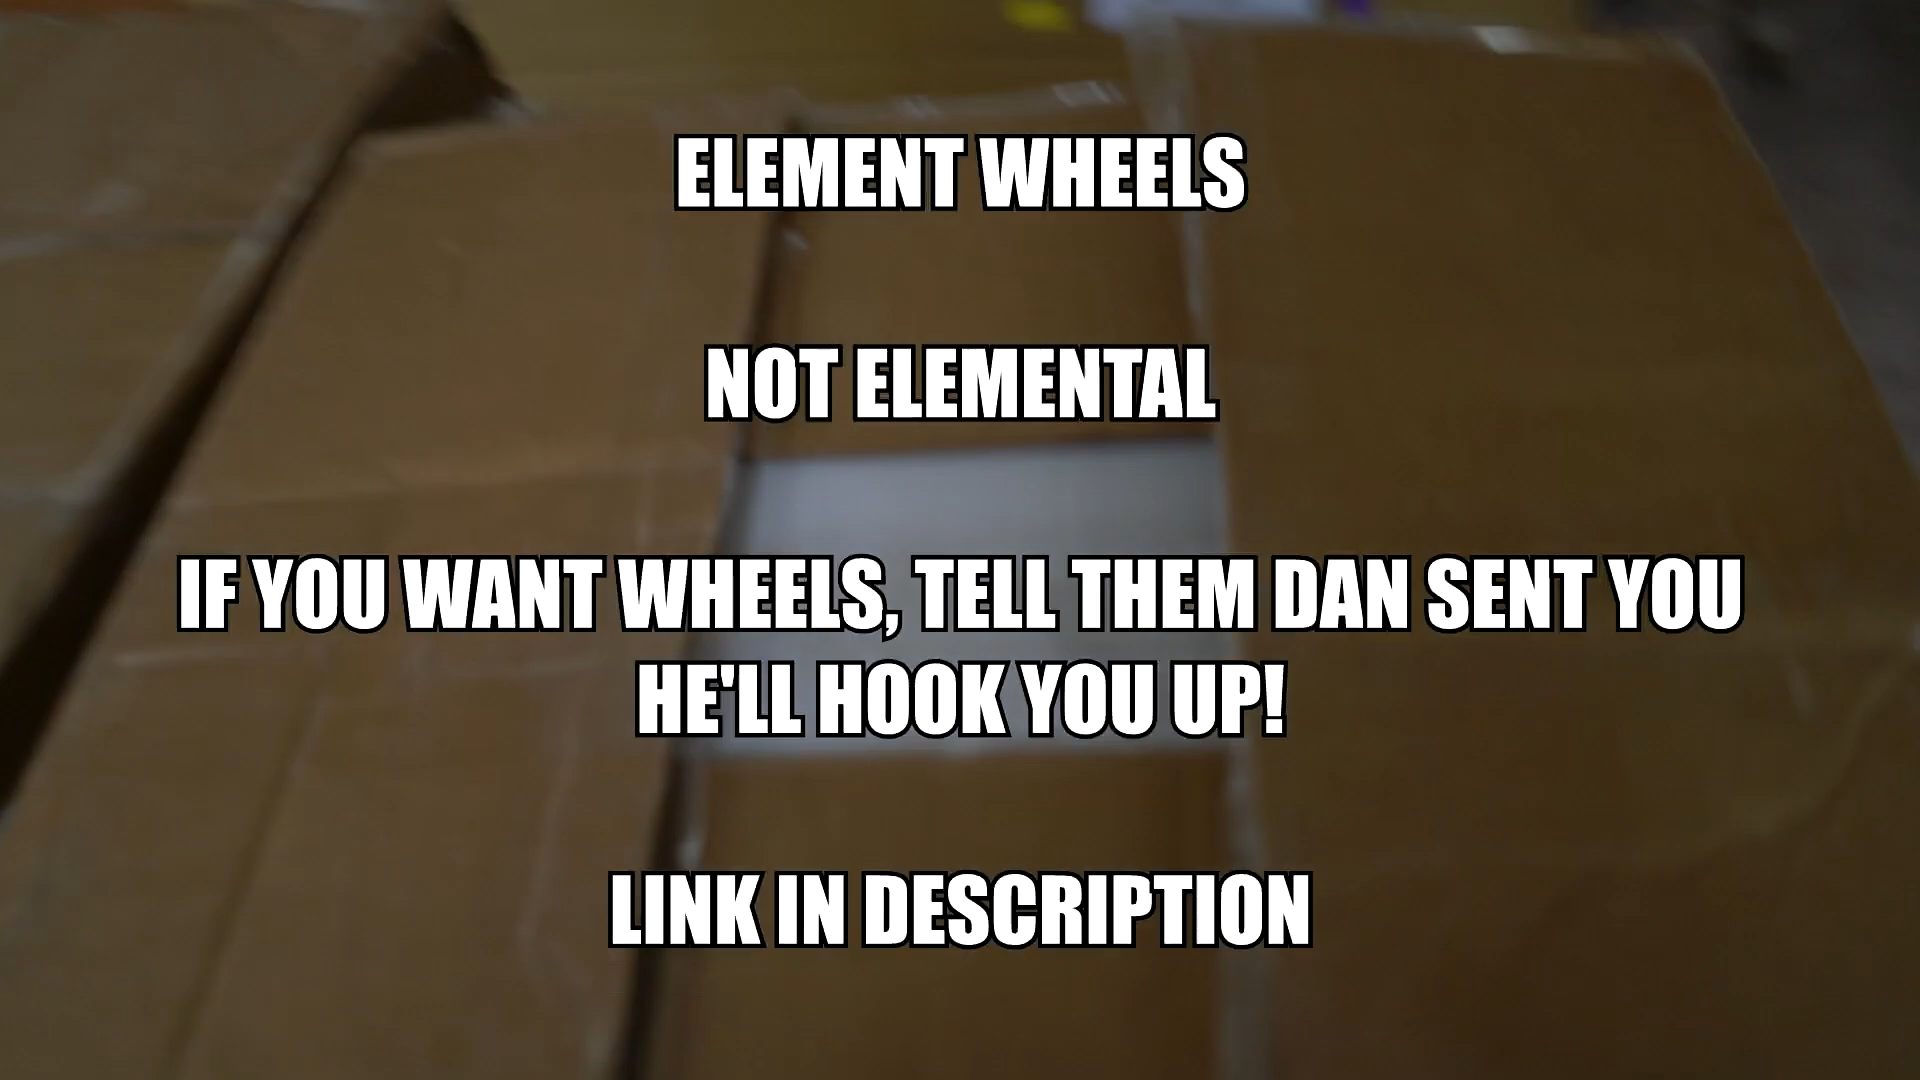 ELEMENT WHEELS
NOT ELEMENTAL
IF YOU WANT WHEELS, TELL THEM DAN SENT YOU
HE'LL HOOK YOU UP!
LINK IN DESCRIPTION